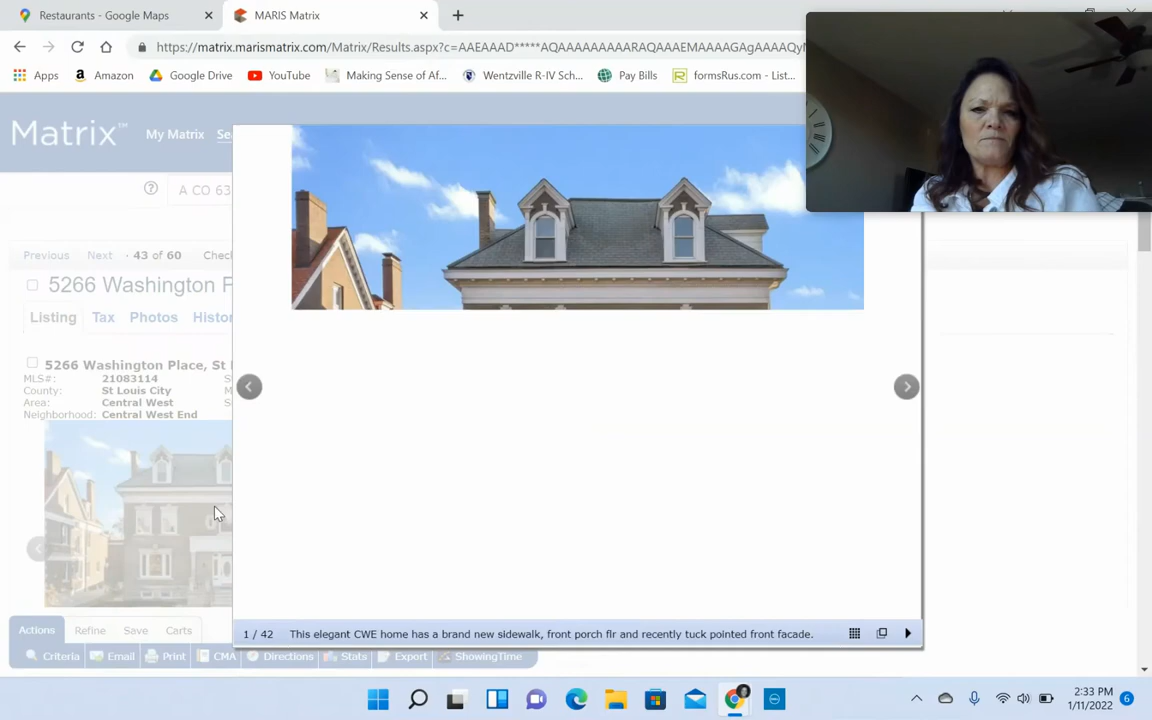 Restaurants - Google Maps
MARIS Matrix
https://matrix.marismatrix.com/Matrix/Results.aspx?c=AAEAAAD*****AQAAAAAAAAARAQAAAEMAAAAGAgAAAAQy
Apps
Amazon
Google Drive
YouTube
Making Sense of Af...
Wentzville R-IV Sch...
Pay Bills
formsRus.com - List...
Matrix™
My Matrix
Se
A CO 63
Previous Next · 43 of 60 Check
5266 Washington P
Listing Tax Photos Histor
5266 Washington Place, St
MLS#: 21083114
County: St Louis City
Area: Central West
Neighborhood: Central West End
1 / 42 This elegant CWE home has a brand new sidewalk, front porch flr and recently tuck pointed front facade.
Actions Refine Save Carts
Criteria Email Print CMA Directions Stats Export ShowingTime
2:33 PM
1/11/2022
6